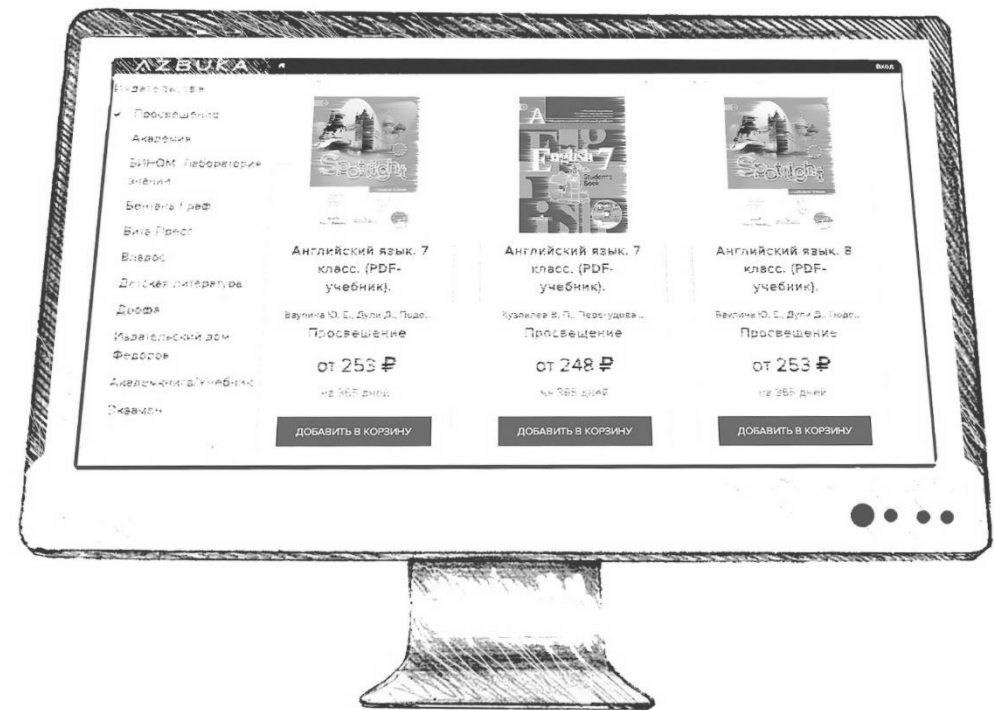 AZBUKA
Вход
Издательства
Просвещение
Академия
БИНОМ. Лаборатория
знаний
Вентана-Граф
Вита-Пресс
Владос
Детская литература
Дрофа
Издательский дом
Федоров
Академкнига/Учебник
Экзамен
Spotlight
Английский язык. 7
класс. (PDF-
учебник).
Ваулина Ю. Е., Дули Д., Подо...
Просвещение
от 253 ₽
на 365 дней
ДОБАВИТЬ В КОРЗИНУ
English 7
Student's
Book
Английский язык. 7
класс. (PDF-
учебник).
Кузовлев В. П., Перегудова...
Просвещение
от 248 ₽
на 365 дней
ДОБАВИТЬ В КОРЗИНУ
Spotlight
Английский язык. 8
класс. (PDF-
учебник).
Ваулина Ю. Е., Дули Д., Подо...
Просвещение
от 253 ₽
на 365 дней
ДОБАВИТЬ В КОРЗИНУ